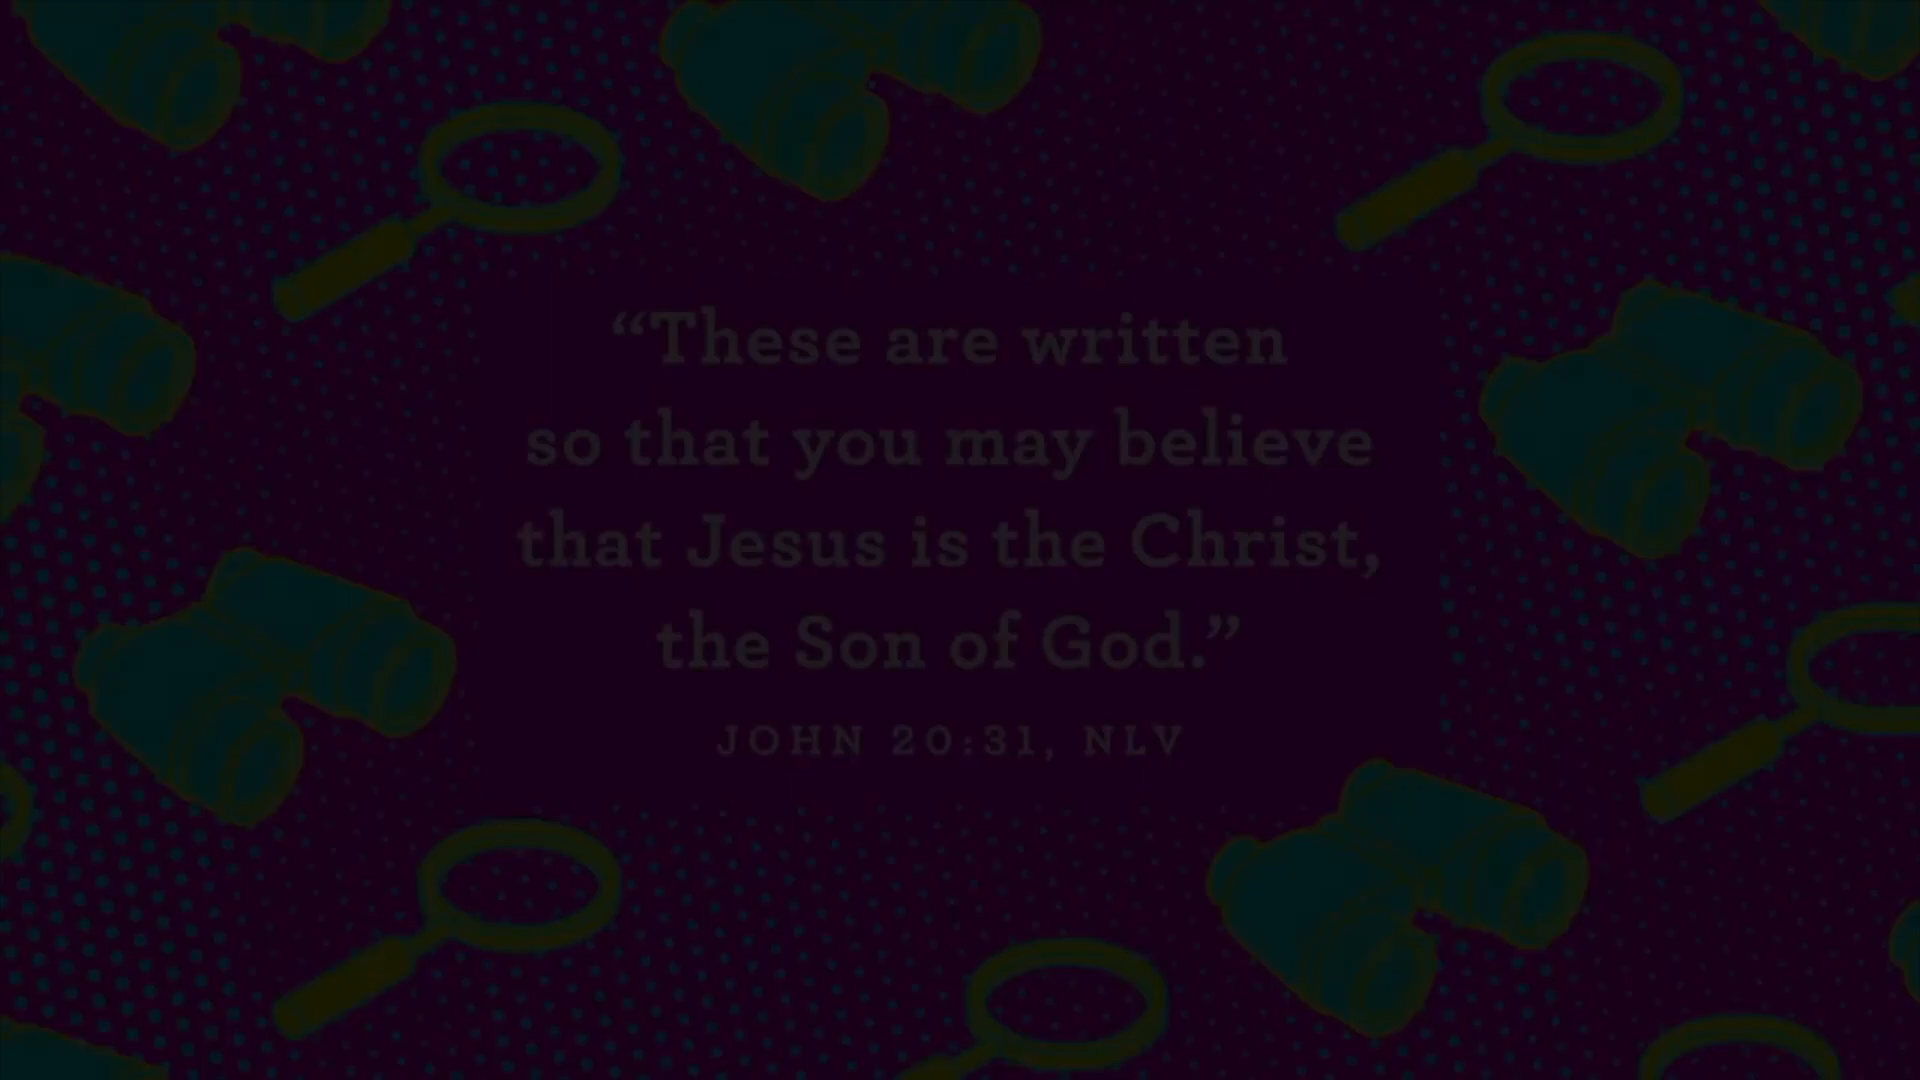 “These are written
so that you may believe
that Jesus is the Christ,
the Son of God.”
JOHN 20:31, NLV